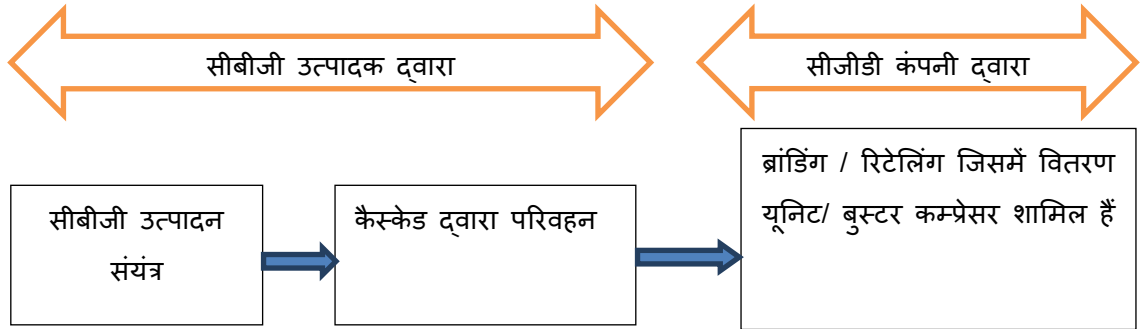 सीबीजी उत्पादक द्वारा
सीजीडी कंपनी द्वारा
सीबीजी उत्पादन
संयंत्र
कैस्केड द्वारा परिवहन
ब्रांडिंग / रिटेलिंग जिसमें वितरण
यूनिट/ बुस्टर कम्प्रेसर शामिल हैं